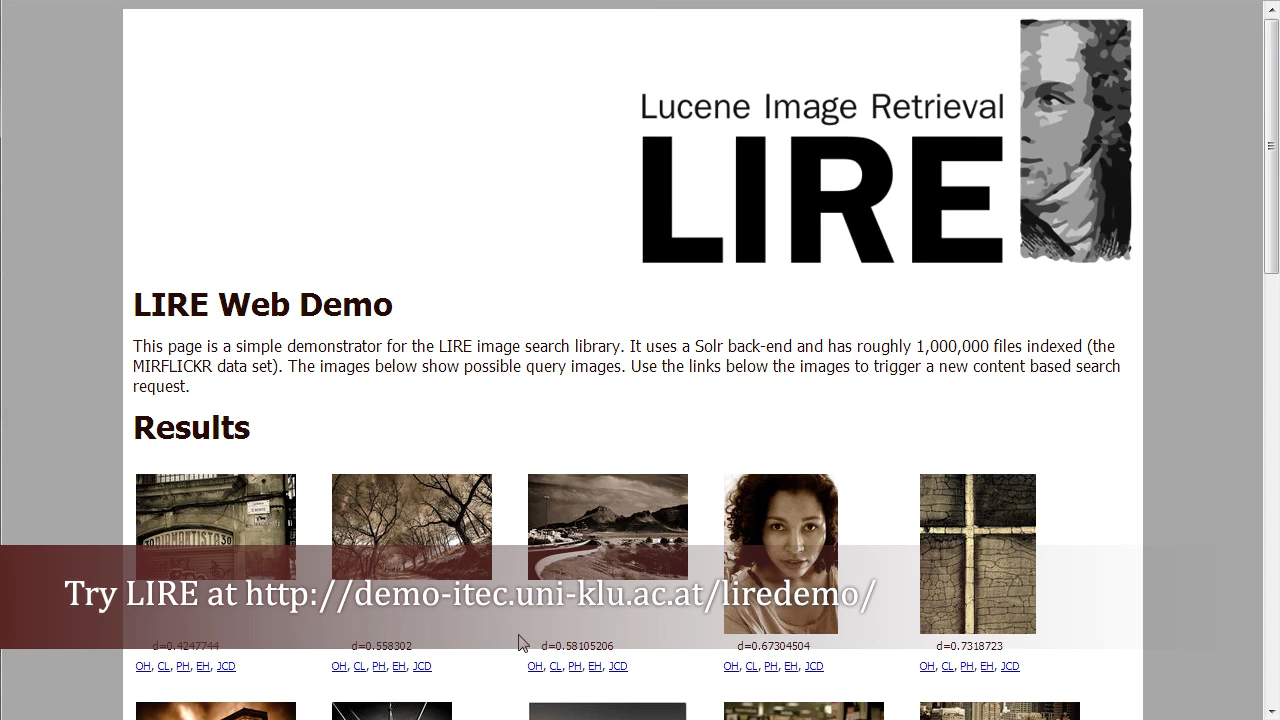 Lucene Image Retrieval
LIRE
LIRE Web Demo
This page is a simple demonstrator for the LIRE image search library. It uses a Solr back-end and has roughly 1,000,000 files indexed (the
MIRFLICKR data set). The images below show possible query images. Use the links below the images to trigger a new content based search
request.
Results
Try LIRE at http://demo-itec.uni-klu.ac.at/liredemo/
d=0.4247744 d=0.558302 d=0.58105206 d=0.67304504 d=0.7318723
OH, CL, PH, EH, JCD OH, CL, PH, EH, JCD OH, CL, PH, EH, JCD OH, CL, PH, EH, JCD OH, CL, PH, EH, JCD